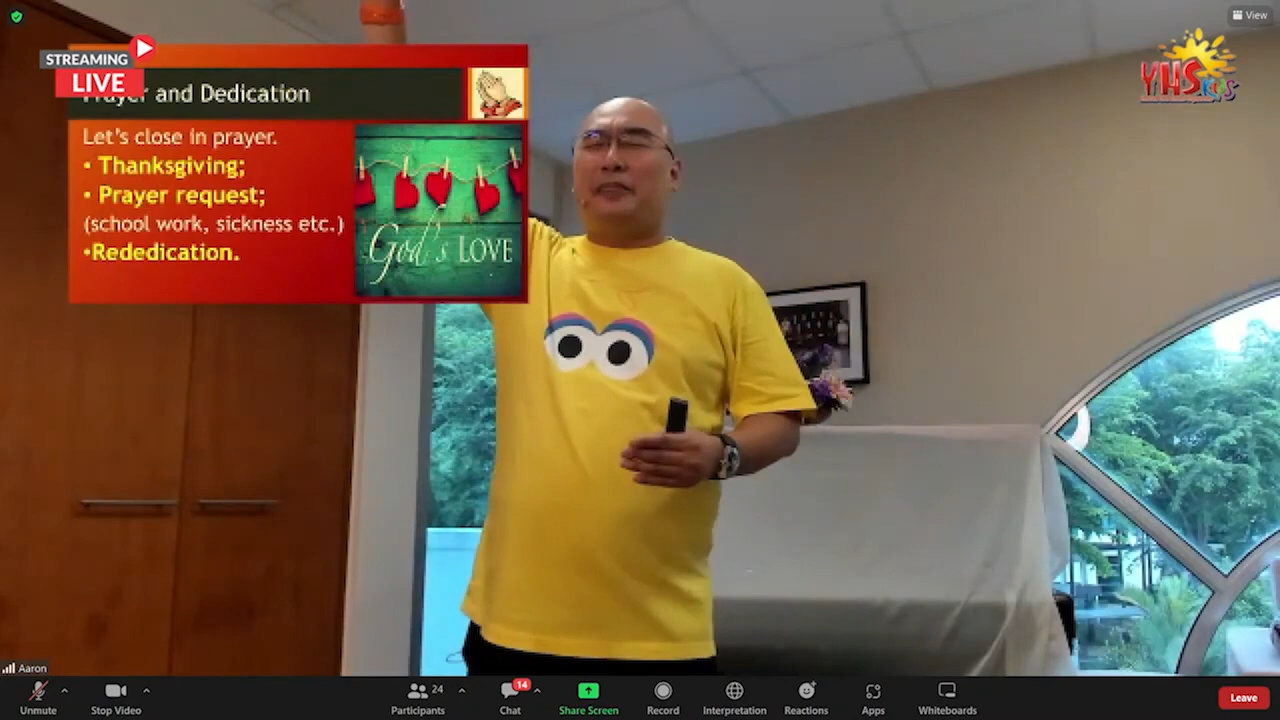 View
STREAMING
LIVE
Prayer and Dedication
Let's close in prayer.
• Thanksgiving;
• Prayer request;
(school work, sickness etc.)
•Rededication.
God's LOVE
YHS KIDS
Aaron
Unmute
Stop Video
24
Participants
14
Chat
Share Screen
Record
Interpretation
Reactions
Apps
Whiteboards
Leave